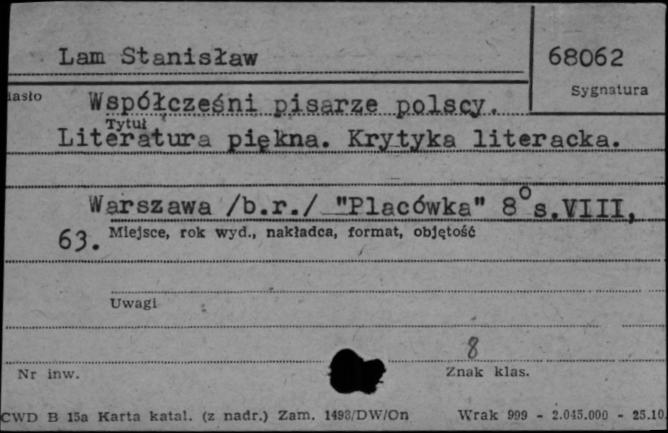 Lam Stanisław
68062
Sygnatura
Współcześni pisarze polscy.
Tytuł
Literatura piękna. Krytyka literacka.
Warszawa /b.r./ "Placówka" 8° s.VIII,
63. Miejsce, rok wyd., nakładca, format, objętość
Uwagi
8
Nr inw. Znak klas.
CWD B 15a Karta katal. (z nadr.) Zam. 1493/DW/On Wrak 999 - 2.045.000 - 25.10